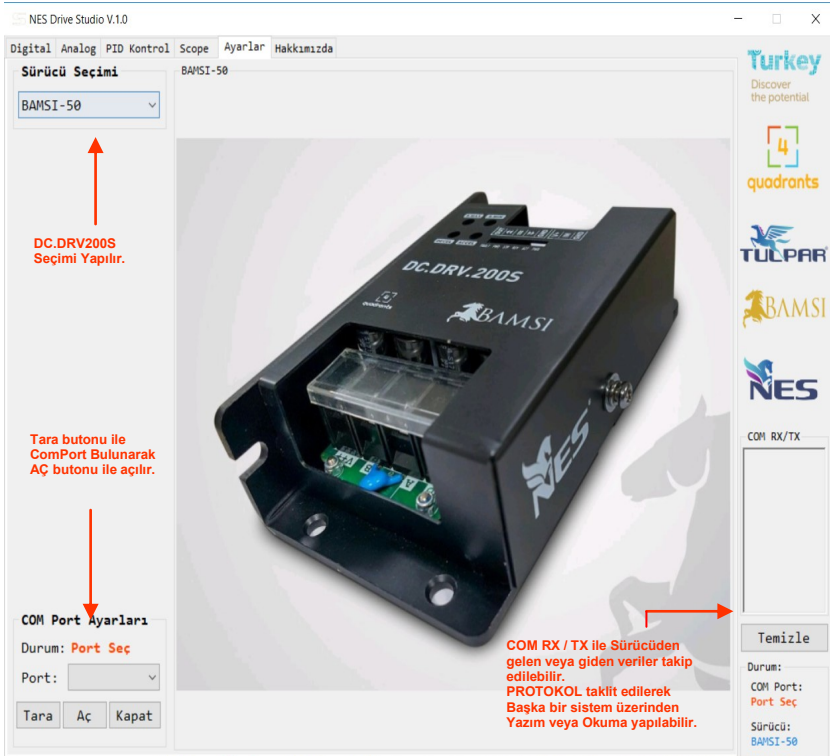 NES Drive Studio V.1.0
Digital Analog PID Kontrol Scope Ayarlar Hakkımızda
Sürücü Seçimi
BAMSI-50
DC.DRV200S
Seçimi Yapılır.
Tara butonu ile
ComPort Bulunarak
AÇ butonu ile açılır.
COM Port Ayarları
Durum: Port Seç
Port:
Tara Aç Kapat
BAMSI-50
DC.DRV.200S
4
quadrants
BAMSI
NES
V+
B
A
COM RX / TX ile Sürücüden
gelen veya giden veriler takip
edilebilir.
PROTOKOL taklit edilerek
Başka bir sistem üzerinden
Yazım veya Okuma yapılabilir.
Turkey
Discover
the potential
4
quadrants
TULPAR
BAMSI
NES
COM RX/TX
Temizle
Durum:
COM Port:
Port Seç
Sürücü:
BAMSI-50